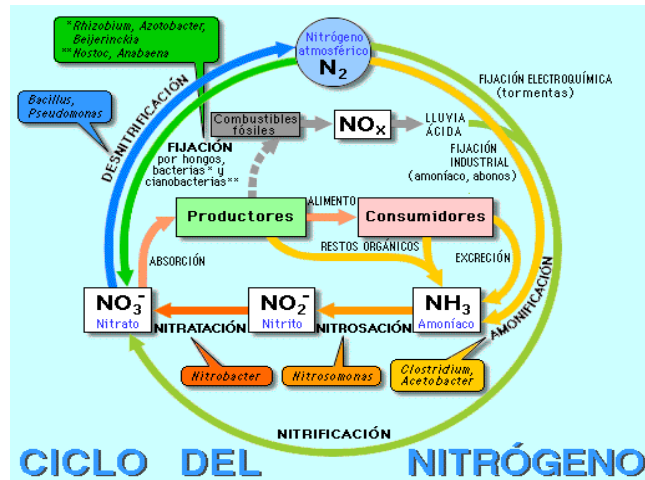 *Rhizobium, Azotobacter,
Beijerinckia
**Nostoc, Anabaena
Nitrógeno
atmosférico
N2
FIJACIÓN ELECTROQUÍMICA
(tormentas)
Bacillus,
Pseudomonas
DESNITRIFICACIÓN
Combustibles
fósiles
NOx
LLUVIA
ÁCIDA
FIJACIÓN
por hongos,
bacterias* y
cianobacterias**
FIJACIÓN
INDUSTRIAL
(amoníaco, abonos)
ALIMENTO
Productores
Consumidores
RESTOS ORGÁNICOS
ABSORCIÓN
EXCRECIÓN
AMONIFICACIÓN
NO3-
Nitrato
NITRATACIÓN
NO2-
Nitrito
NITROSACIÓN
NH3
Amoníaco
Nitrobacter
Nitrosomonas
Clostridium,
Acetobacter
NITRIFICACIÓN
CICLO DEL NITRÓGENO